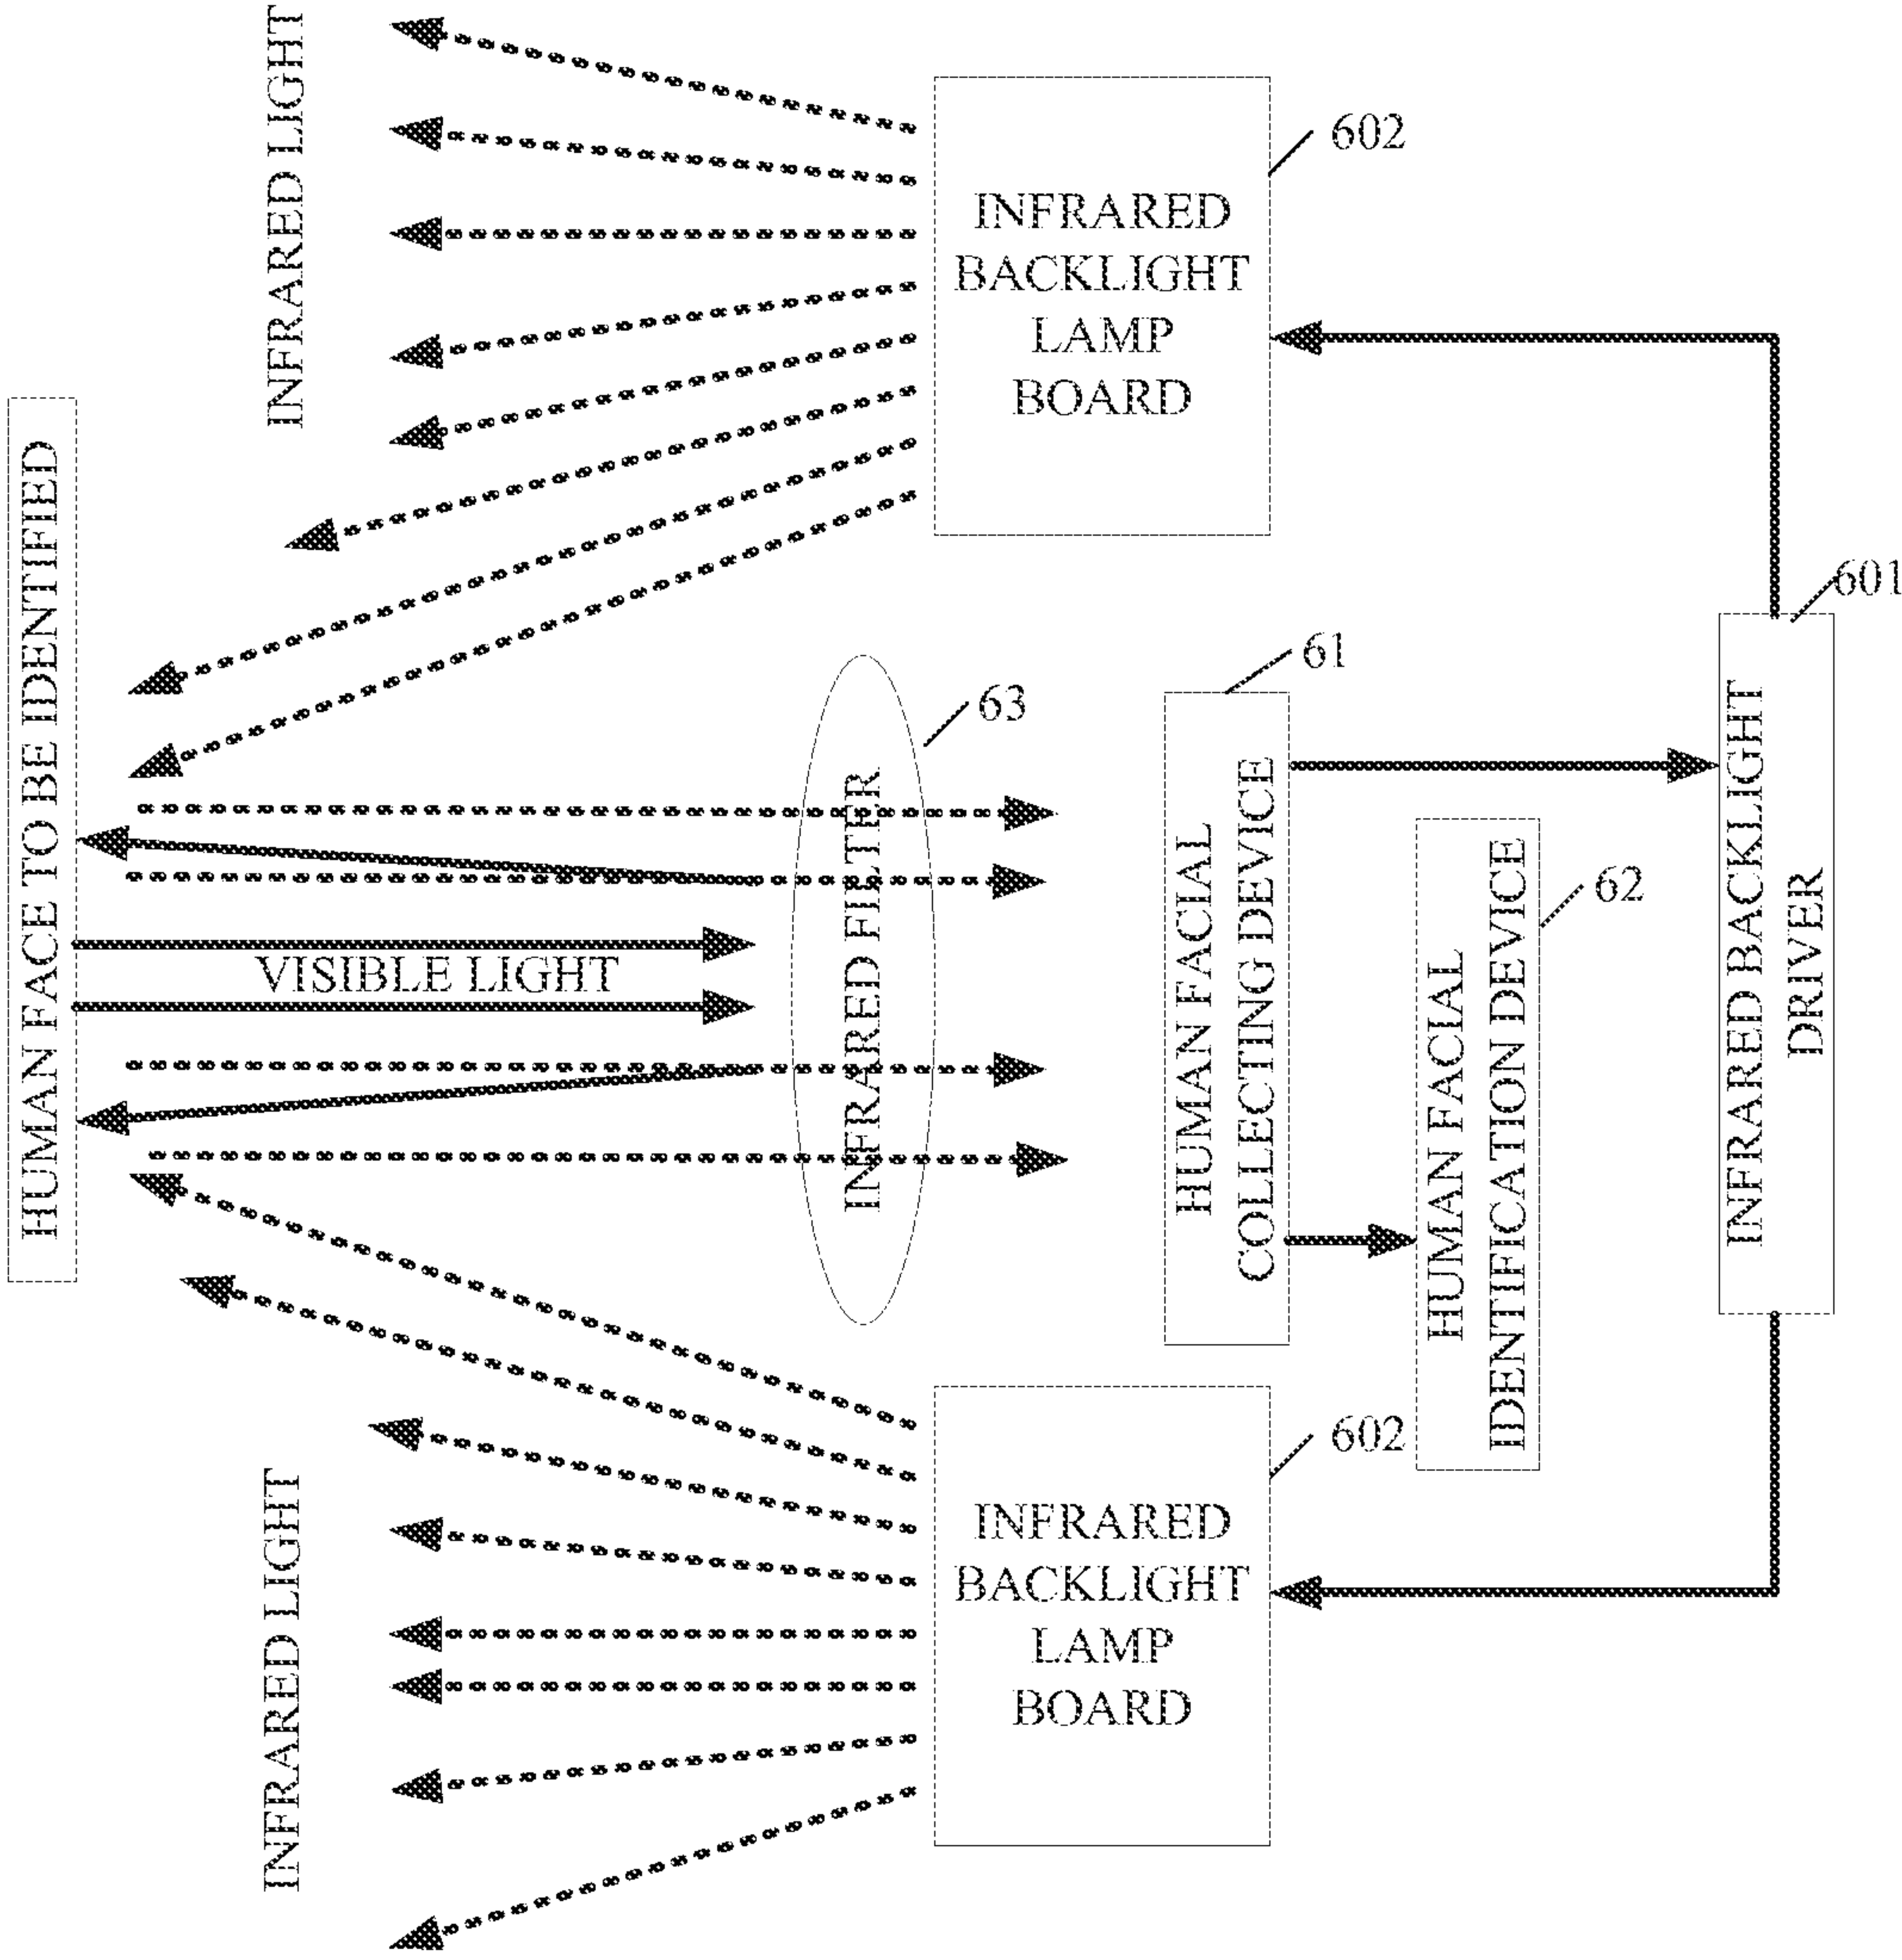 INFRARED LIGHT
602
INFRARED
BACKLIGHT
LAMP
BOARD
HUMAN FACE TO BE IDENTIFIED
601
61
63
INFRARED FILTER
HUMAN FACIAL
COLLECTING DEVICE
62
HUMAN FACIAL
IDENTIFICATION DEVICE
INFRARED BACKLIGHT
DRIVER
VISIBLE LIGHT
602
INFRARED
BACKLIGHT
LAMP
BOARD
INFRARED LIGHT